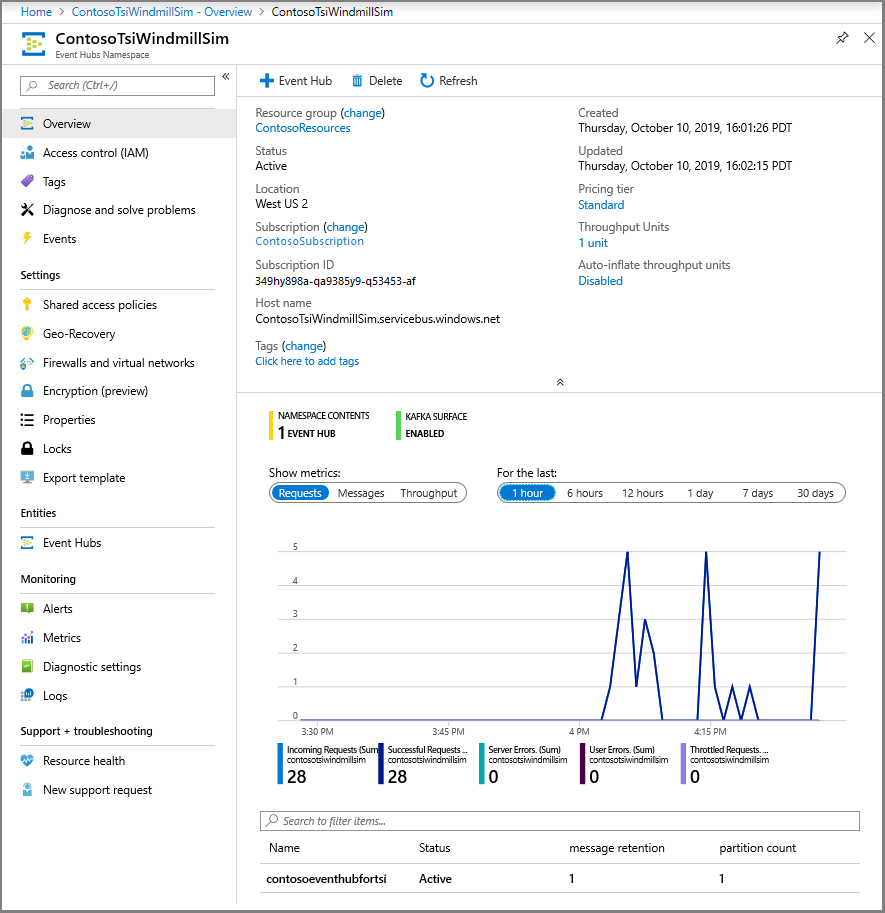 Home > ContosoTsiWindmillSim - Overview > ContosoTsiWindmillSim
ContosoTsiWindmillSim
Event Hubs Namespace
Search (Ctrl+/)
«
Overview
Access control (IAM)
Tags
Diagnose and solve problems
Events
Settings
Shared access policies
Geo-Recovery
Firewalls and virtual networks
Encryption (preview)
Properties
Locks
Export template
Entities
Event Hubs
Monitoring
Alerts
Metrics
Diagnostic settings
Logs
Support + troubleshooting
Resource health
New support request
Event Hub Delete Refresh
Resource group (change)
ContosoResources
Status
Active
Location
West US 2
Subscription (change)
ContosoSubscription
Subscription ID
349hy898a-qa9385y9-q53453-af
Host name
ContosoTsiWindmillSim.servicebus.windows.net
Tags (change)
Click here to add tags
Created
Thursday, October 10, 2019, 16:01:26 PDT
Updated
Thursday, October 10, 2019, 16:02:15 PDT
Pricing tier
Standard
Throughput Units
1 unit
Auto-inflate throughput units
Disabled
NAMESPACE CONTENTS
1 EVENT HUB
KAFKA SURFACE
ENABLED
Show metrics:
Requests Messages Throughput
For the last:
1 hour 6 hours 12 hours 1 day 7 days 30 days
5
4
3
2
1
0
3:30 PM 3:45 PM 4 PM 4:15 PM
Incoming Requests (Sum)
contosotsiwindmillsim
28
Successful Requests ...
contosotsiwindmillsim
28
Server Errors. (Sum)
contosotsiwindmillsim
0
User Errors. (Sum)
contosotsiwindmillsim
0
Throttled Requests. ...
contosotsiwindmillsim
0
Search to filter items...
Name Status message retention partition count
contosoeventhubfortsi Active 1 1